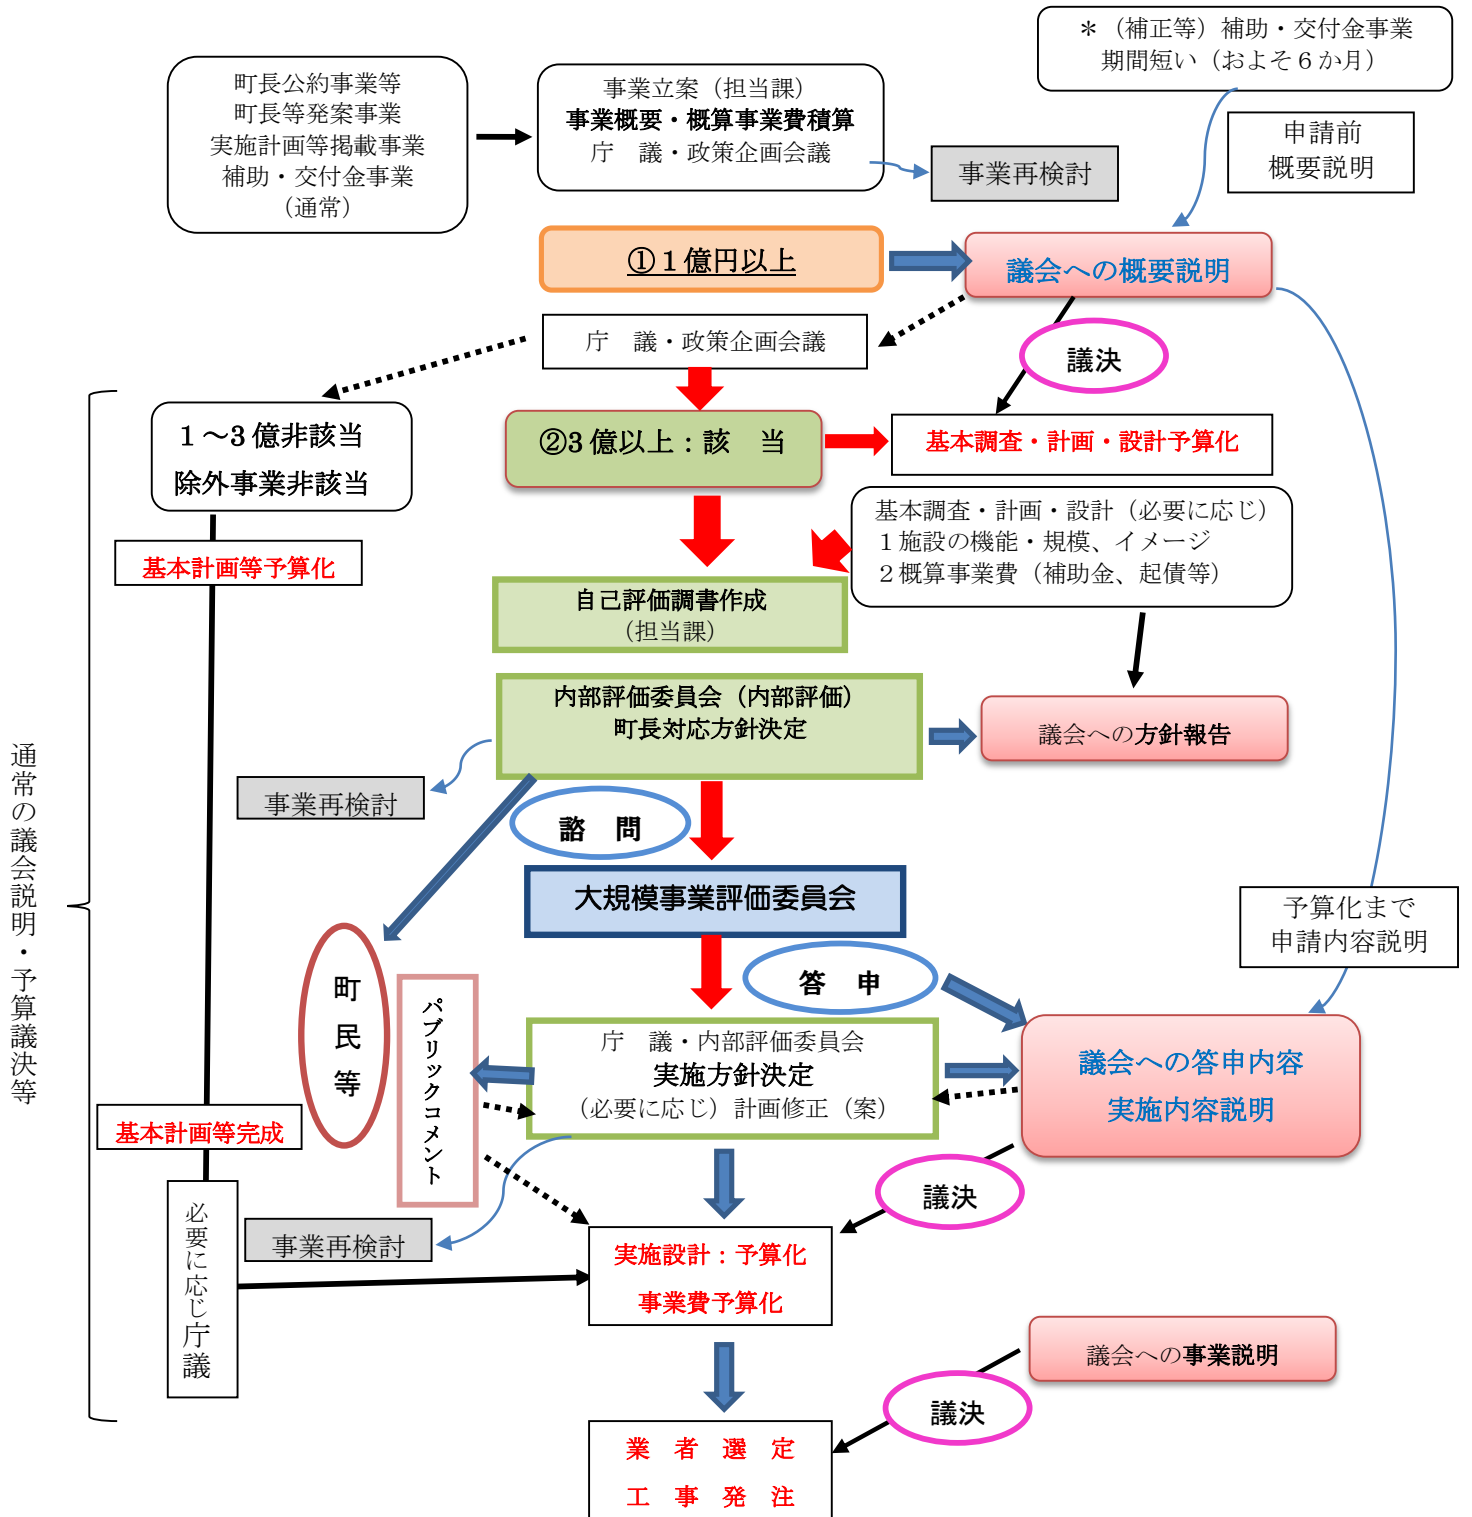 ＊（補正等）補助・交付金事業
期間短い（およそ６か月）
町長公約事業等
町長等発案事業
実施計画等掲載事業
補助・交付金事業
（通常）
事業立案（担当課）
事業概要・概算事業費積算
庁　議・政策企画会議
事業再検討
申請前
概要説明
①１億円以上
議会への概要説明
庁　議・政策企画会議
議決
１～3億非該当
除外事業非該当
②3億以上：該　当
基本調査・計画・設計予算化
基本計画等予算化
基本調査・計画・設計（必要に応じ）
１施設の機能・規模、イメージ
２概算事業費（補助金、起債等）
自己評価調書作成
（担当課）
内部評価委員会（内部評価）
町長対応方針決定
議会への方針報告
事業再検討
諮　問
通常の議会説明・予算議決等
大規模事業評価委員会
予算化まで
申請内容説明
町民等
パブリックコメント
答　申
庁　議・内部評価委員会
実施方針決定
（必要に応じ）計画修正（案）
議会への答申内容
実施内容説明
基本計画等完成
議決
必要に応じ庁議
事業再検討
実施設計：予算化
事業費予算化
議会への事業説明
議決
業　者　選　定
工　事　発　注